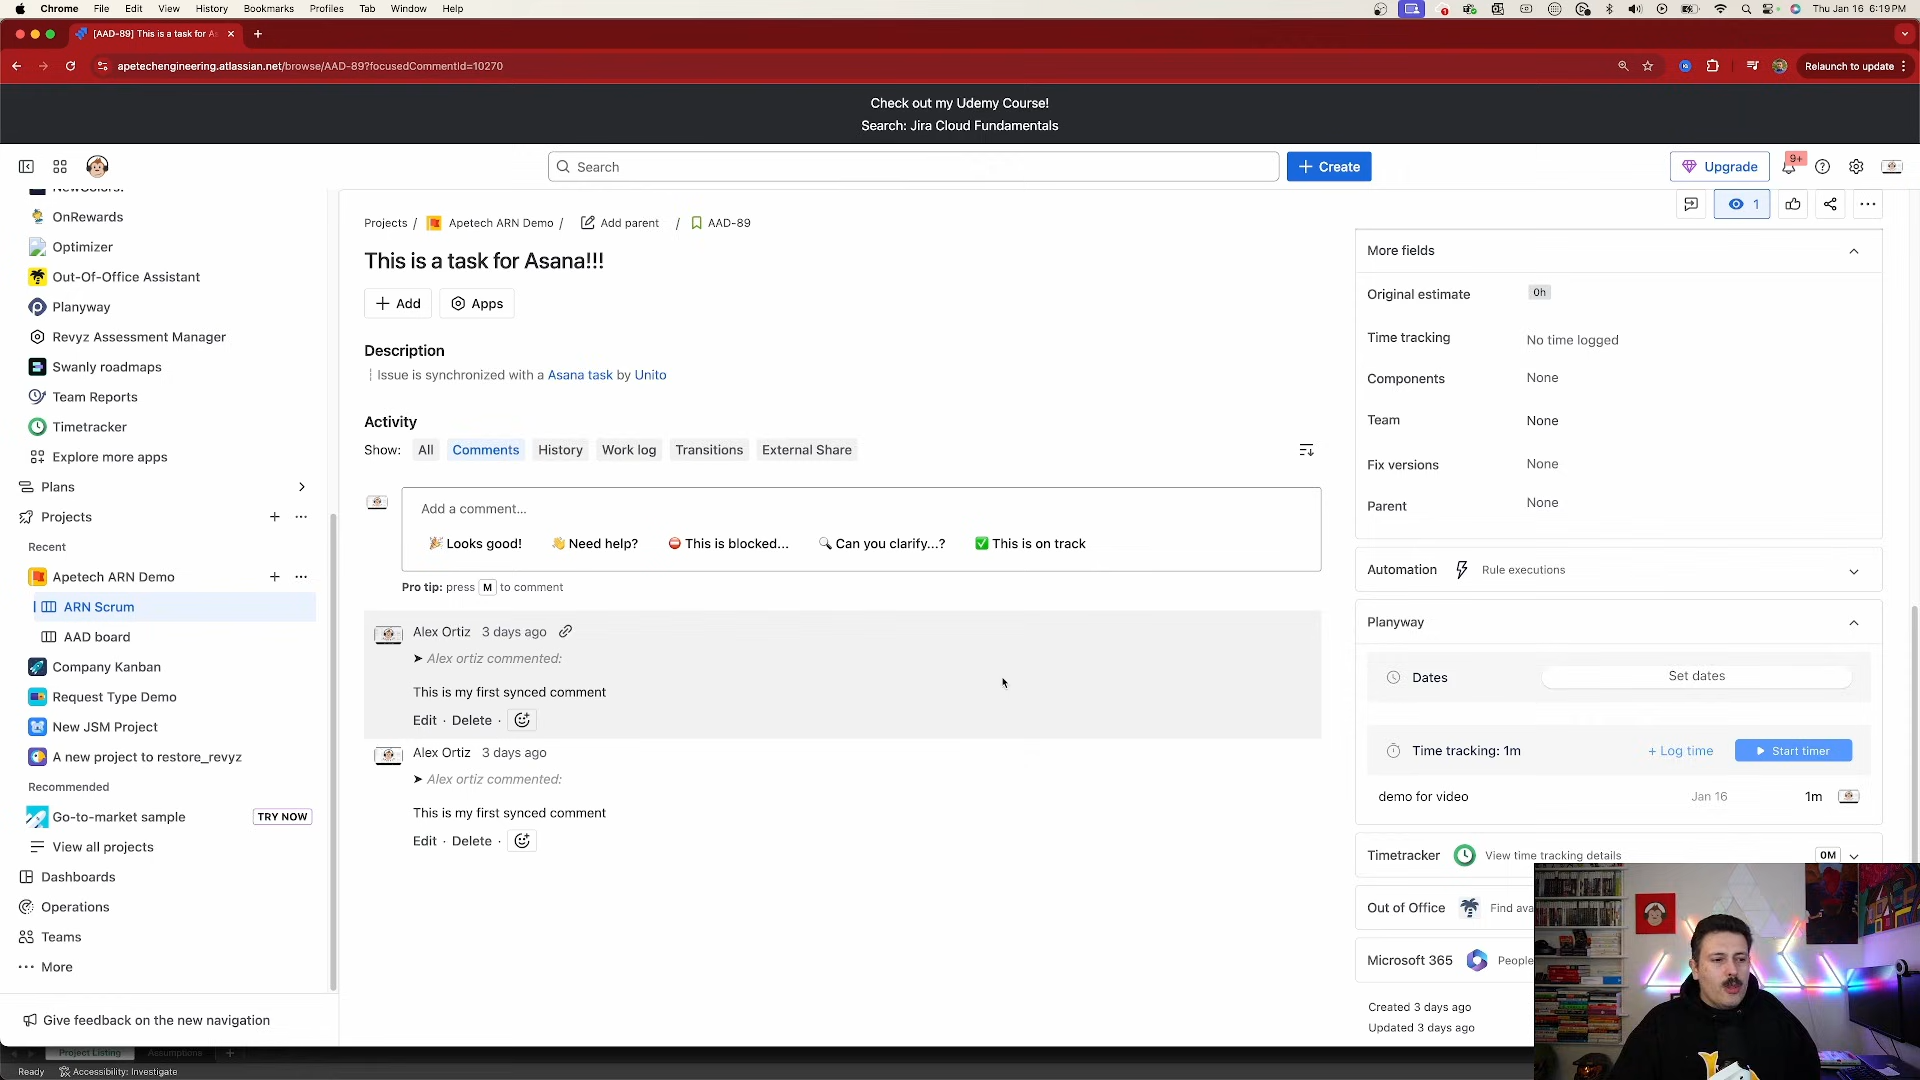 Chrome File Edit View History Bookmarks Profiles Tab Window Help
Thu Jan 16 6:19 PM
[AAD-89] This is a task for As
apetechengineering.atlassian.net/browse/AAD-89?focusedCommentId=10270
Relaunch to update
Check out my Udemy Course!
Search: Jira Cloud Fundamentals
Search
Create
Upgrade
9+
OnRewards
Optimizer
Out-Of-Office Assistant
Planyway
Revyz Assessment Manager
Swanly roadmaps
Team Reports
Timetracker
Explore more apps
Plans
Projects
Recent
Apetech ARN Demo
ARN Scrum
AAD board
Company Kanban
Request Type Demo
New JSM Project
A new project to restore_revyz
Recommended
Go-to-market sample TRY NOW
View all projects
Dashboards
Operations
Teams
More
Give feedback on the new navigation
Projects / Apetech ARN Demo / Add parent / AAD-89
1
This is a task for Asana!!!
Add Apps
Description
Issue is synchronized with a Asana task by Unito
Activity
Show: All Comments History Work log Transitions External Share
Add a comment...
Looks good! Need help? This is blocked... Can you clarify...? This is on track
Pro tip: press M to comment
Alex Ortiz 3 days ago
➤ Alex ortiz commented:
This is my first synced comment
Edit · Delete ·
Alex Ortiz 3 days ago
➤ Alex ortiz commented:
This is my first synced comment
Edit · Delete ·
More fields
Original estimate 0h
Time tracking No time logged
Components None
Team None
Fix versions None
Parent None
Automation Rule executions
Planyway
Dates Set dates
Time tracking: 1m + Log time Start timer
demo for video Jan 16 1m
Timetracker View time tracking details 0M
Out of Office Find ava
Microsoft 365 People
Created 3 days ago
Updated 3 days ago
Project Listing Assumptions
Ready Accessibility: Investigate